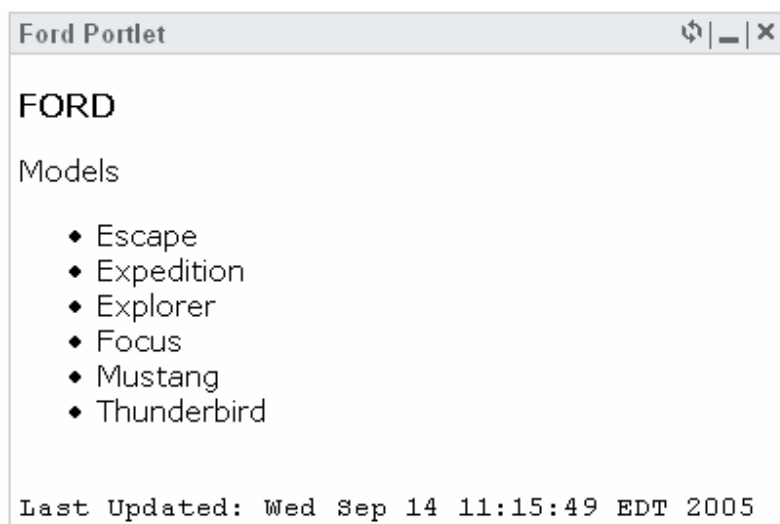 Ford Portlet
FORD
Models
Escape
Expedition
Explorer
Focus
Mustang
Thunderbird
Last Updated: Wed Sep 14 11:15:49 EDT 2005